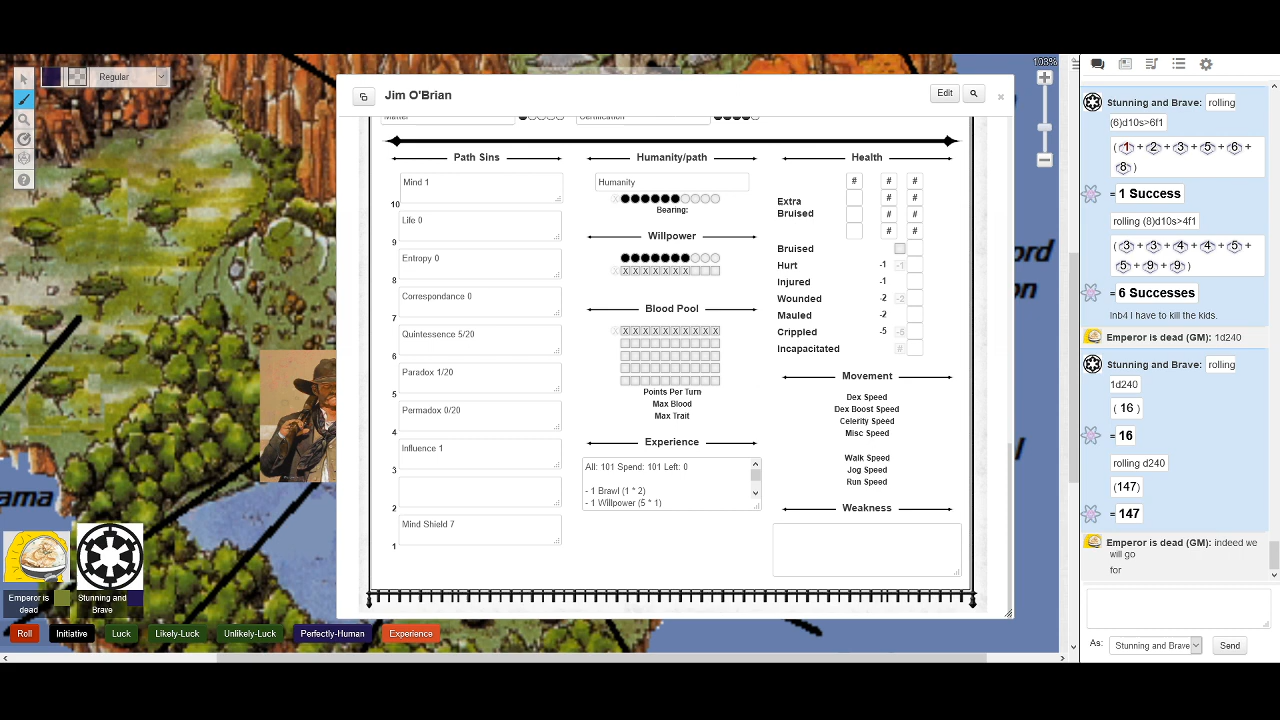 Regular
103%
Jim O'Brian
Edit
Matter
Certification
Path Sins
Humanity/path
Health
Mind 1
10
Life 0
9
Entropy 0
8
Correspondance 0
7
Quintessence 5/20
6
Paradox 1/20
5
Permadox 0/20
4
Influence 1
3
2
Mind Shield 7
1
Humanity
X
Bearing:
Willpower
X X X X X X X X
Blood Pool
X X X X X X X X X X X
Points Per Turn
Max Blood
Max Trait
Experience
All: 101 Spend: 101 Left: 0
- 1 Brawl (1 * 2)
- 1 Willpower (5 * 1)
# # #
# #
# #
# #
Extra
Bruised
Bruised
Hurt -1 -1
Injured -1
Wounded -2 -2
Mauled -2
Crippled -5 -6
Incapacitated #
Movement
Dex Speed
Dex Boost Speed
Celerity Speed
Misc Speed
Walk Speed
Jog Speed
Run Speed
Weakness
ord
on
ama
Emperor is
dead
Stunning and
Brave
Roll
Initiative
Luck
Likely-Luck
Unlikely-Luck
Perfectly-Human
Experience
Stunning and Brave: rolling
(6)d10s>6f1
(1+2+3+5+6+
8)
1 Success
rolling (8)d10s>4f1
(3+3+4+4+5+
5+9+9)
= 6 Successes
Inb4 I have to kill the kids.
Emperor is dead (GM): 1d240
Stunning and Brave: rolling
1d240
(16)
= 16
rolling d240
(147)
= 147
Emperor is dead (GM): indeed we
will go
for
As:
Stunning and Brave
Send